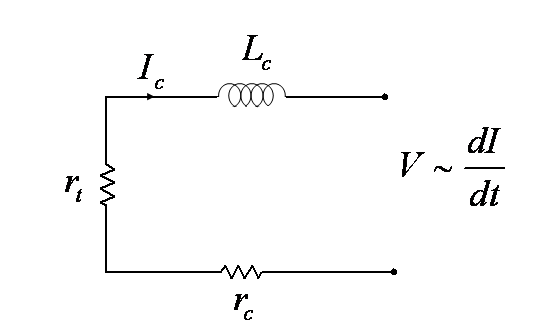 L_c
I_c
V ~ dI/dt
r_t
r_c